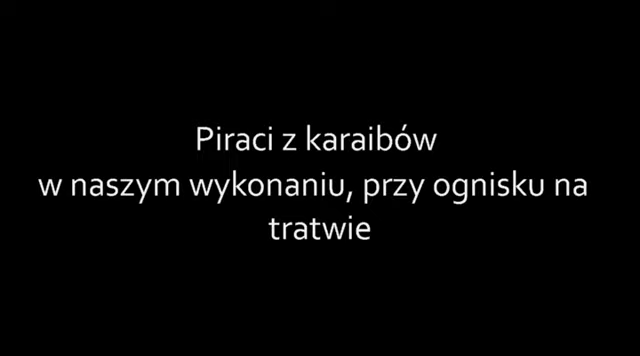 Piraci z karaibów
w naszym wykonaniu, przy ognisku na
tratwie